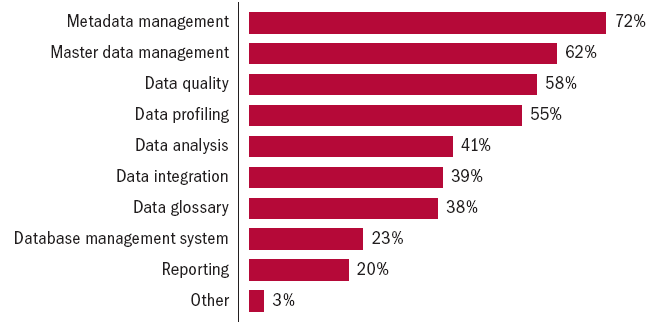 Metadata management 72%
Master data management 62%
Data quality 58%
Data profiling 55%
Data analysis 41%
Data integration 39%
Data glossary 38%
Database management system 23%
Reporting 20%
Other 3%